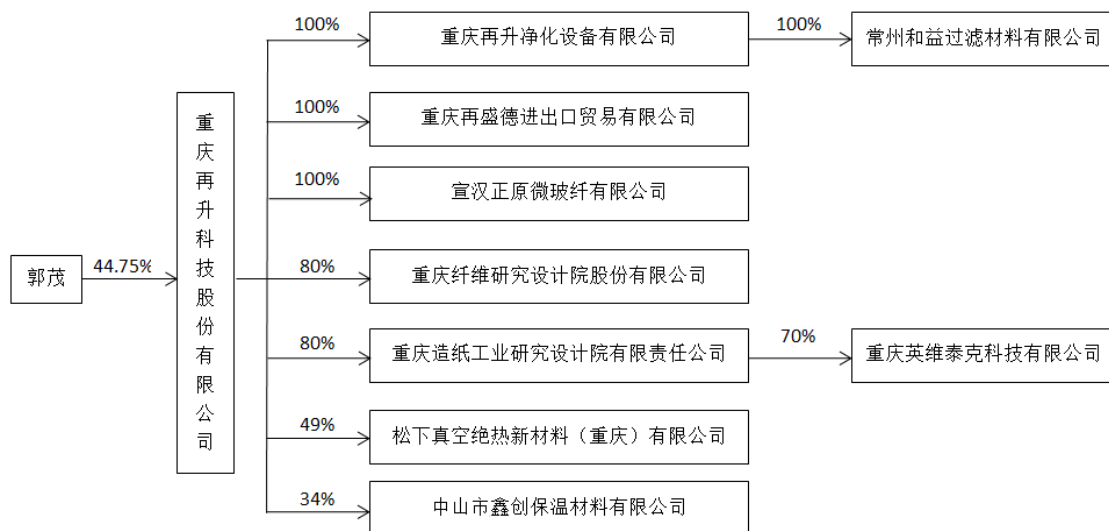 100%
重庆再升净化设备有限公司
100%
常州和益过滤材料有限公司
100%
重庆再盛德进出口贸易有限公司
100%
宣汉正原微玻纤有限公司
郭茂
44.75%
重庆再升科技股份有限公司
80%
重庆纤维研究设计院股份有限公司
80%
重庆造纸工业研究设计院有限责任公司
70%
重庆英维泰克科技有限公司
49%
松下真空绝热新材料（重庆）有限公司
34%
中山市鑫创保温材料有限公司